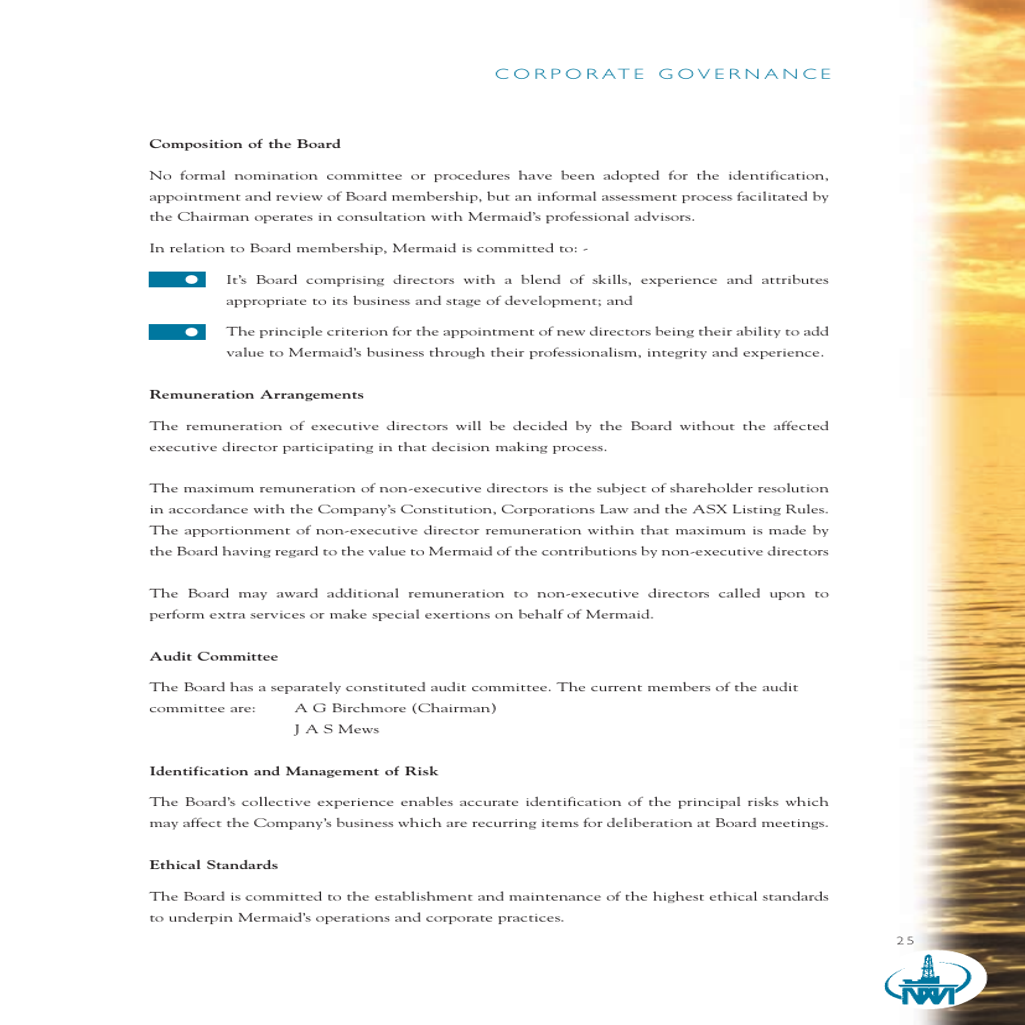 CORPORATE GOVERNANCE
Composition of the Board
No formal nomination committee or procedures have been adopted for the identification,
appointment and review of Board membership, but an informal assessment process facilitated by
the Chairman operates in consultation with Mermaid's professional advisors.
In relation to Board membership, Mermaid is committed to: -
It's Board comprising directors with a blend of skills, experience and attributes
appropriate to its business and stage of development; and
The principle criterion for the appointment of new directors being their ability to add
value to Mermaid's business through their professionalism, integrity and experience.
Remuneration Arrangements
The remuneration of executive directors will be decided by the Board without the affected
executive director participating in that decision making process.
The maximum remuneration of non-executive directors is the subject of shareholder resolution
in accordance with the Company's Constitution, Corporations Law and the ASX Listing Rules.
The apportionment of non-executive director remuneration within that maximum is made by
the Board having regard to the value to Mermaid of the contributions by non-executive directors
The Board may award additional remuneration to non-executive directors called upon to
perform extra services or make special exertions on behalf of Mermaid.
Audit Committee
The Board has a separately constituted audit committee. The current members of the audit
committee are: A G Birchmore (Chairman)
J A S Mews
Identification and Management of Risk
The Board's collective experience enables accurate identification of the principal risks which
may affect the Company's business which are recurring items for deliberation at Board meetings.
Ethical Standards
The Board is committed to the establishment and maintenance of the highest ethical standards
to underpin Mermaid's operations and corporate practices.
25